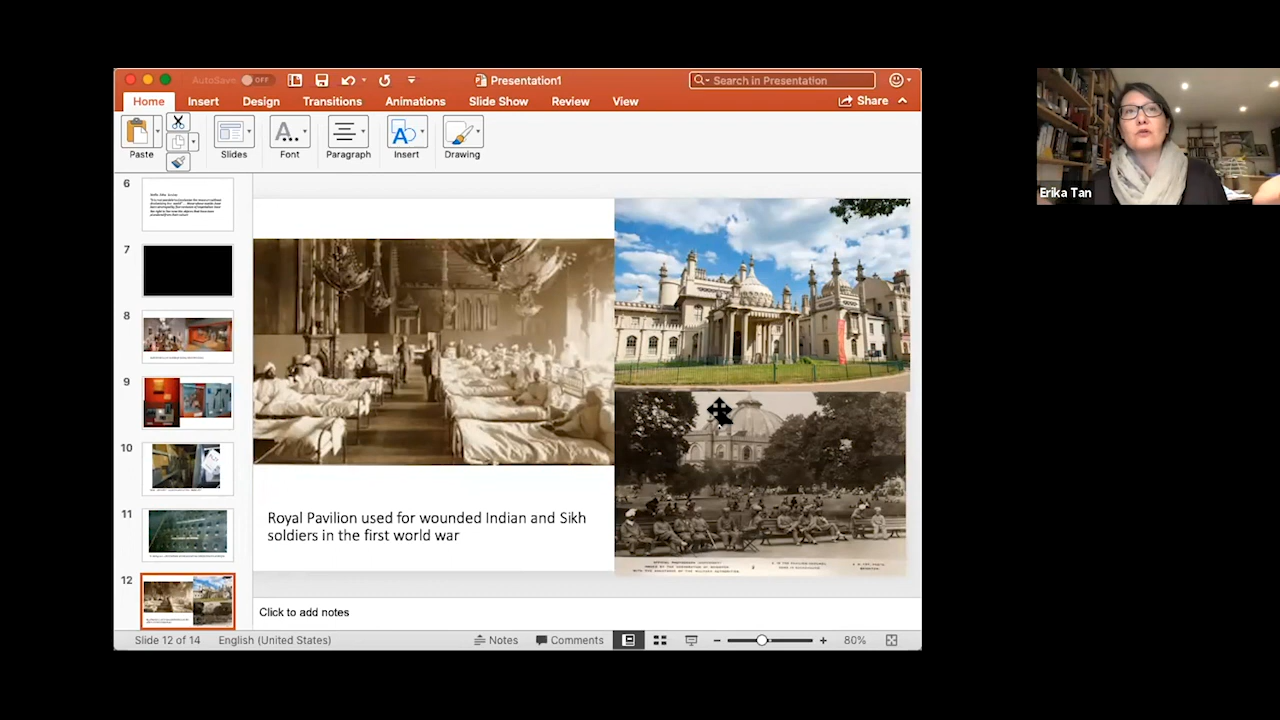 AutoSave OFF
Presentation1
Search in Presentation
Home Insert Design Transitions Animations Slide Show Review View
Share
Paste Slides Font Paragraph Insert Drawing
6
7
8
9
10
11
12
Royal Pavilion used for wounded Indian and Sikh
soldiers in the first world war
Click to add notes
Slide 12 of 14 English (United States) Notes Comments 80%
Erika Tan